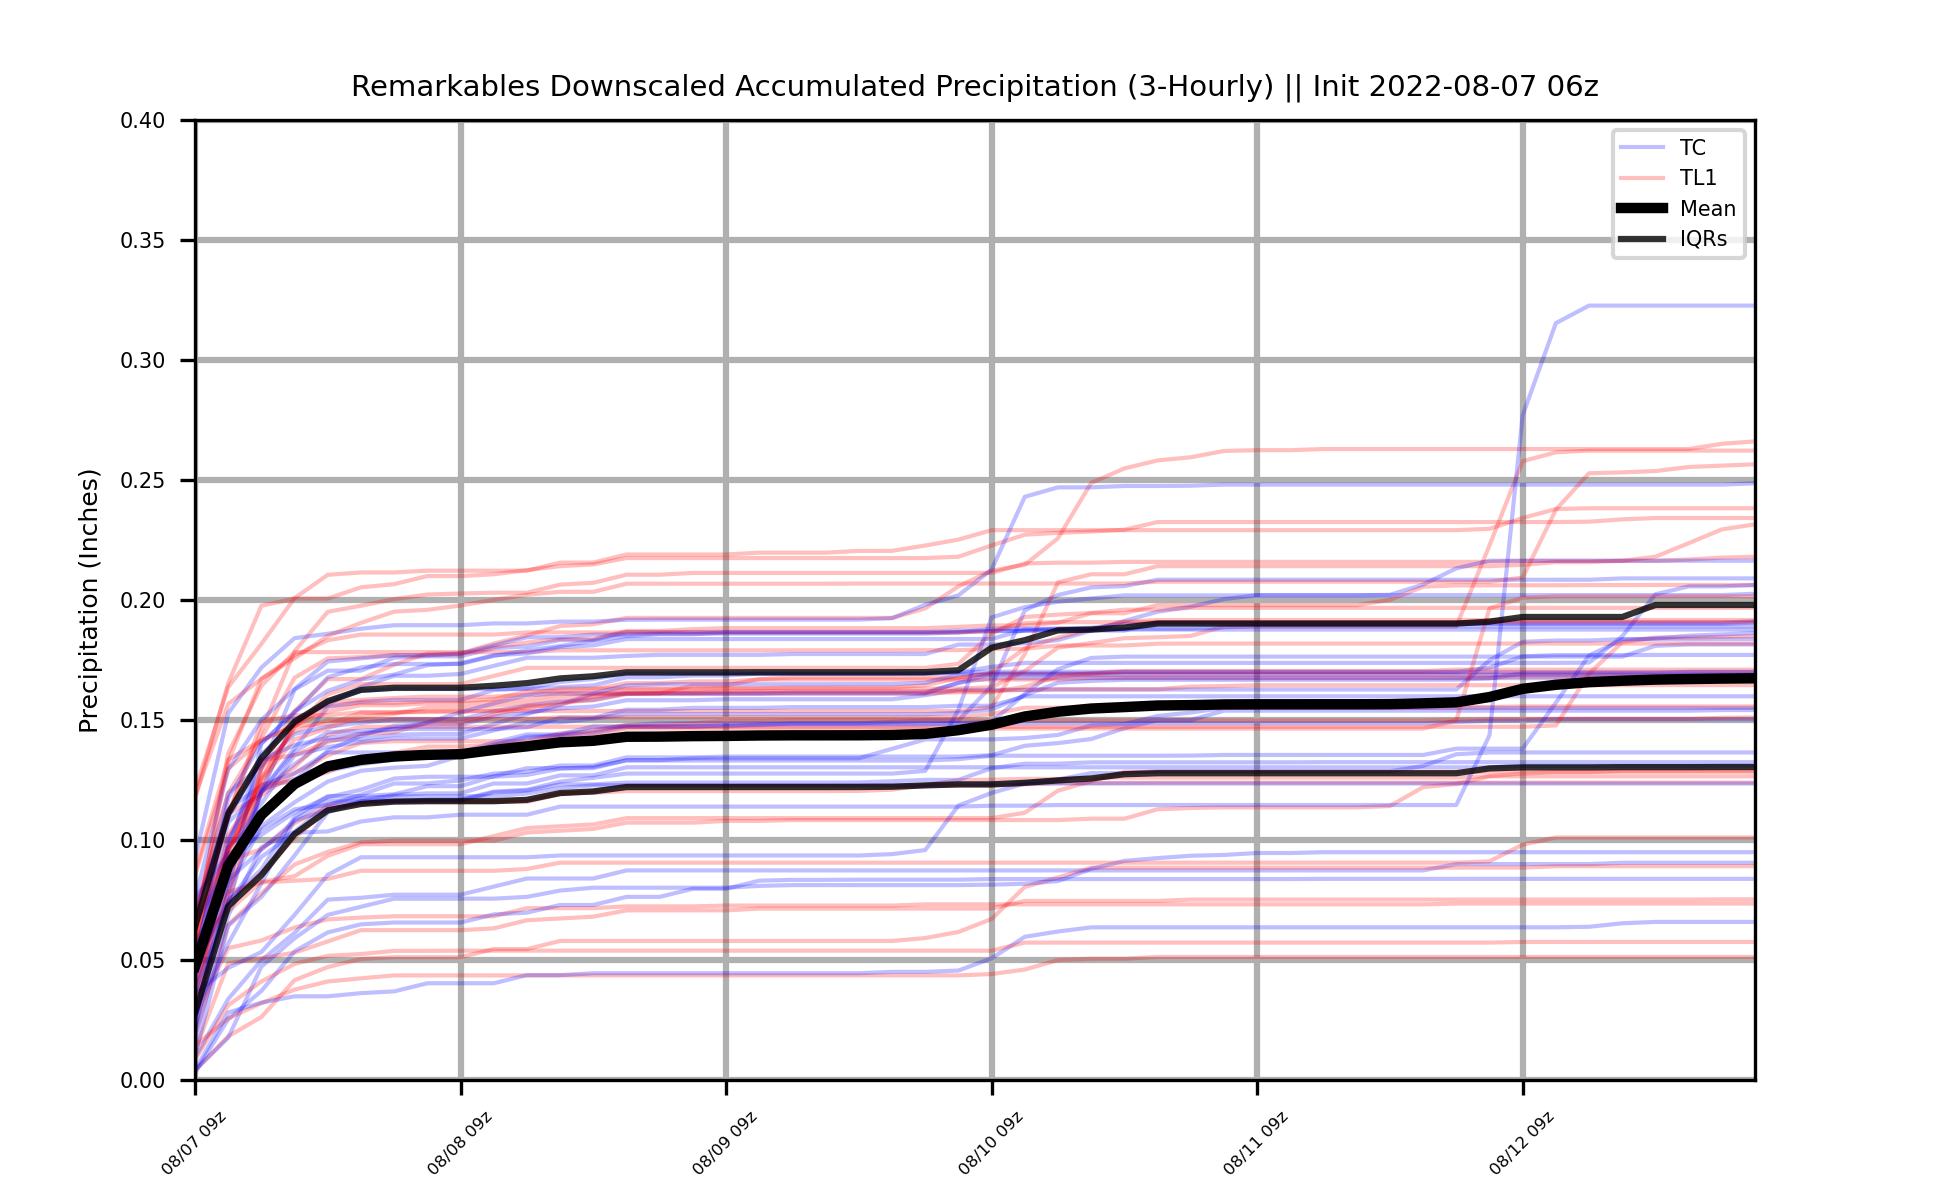 Remarkables Downscaled Accumulated Precipitation (3-Hourly) || Init 2022-08-07 06z
0.40
0.35
0.30
0.25
0.20
0.15
0.10
0.05
0.00
Precipitation (Inches)
TC
TL1
Mean
IQRs
08/07 09z
08/08 09z
08/09 09z
08/10 09z
08/11 09z
08/12 09z